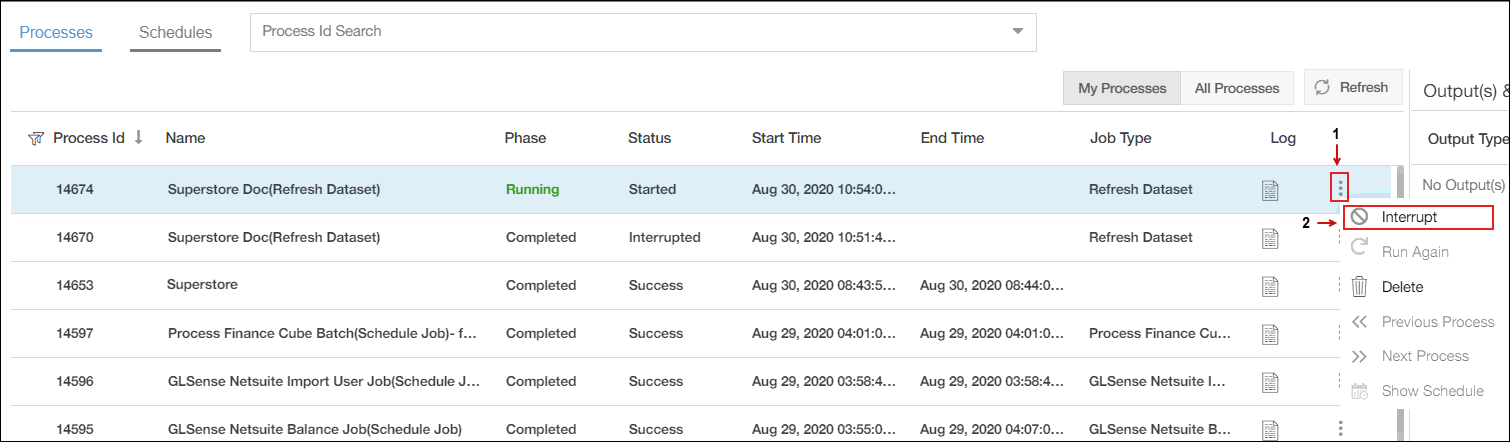 Processes Schedules Process Id Search
My Processes All Processes Refresh Output(s) &
Process Id Name Phase Status Start Time End Time Job Type Log 1 Output Type
14674 Superstore Doc(Refresh Dataset) Running Started Aug 30, 2020 10:54:0... Refresh Dataset No Output(s)
2 Interrupt
14670 Superstore Doc(Refresh Dataset) Completed Interrupted Aug 30, 2020 10:51:4... Refresh Dataset
Run Again
14653 Superstore Completed Success Aug 30, 2020 08:43:5... Aug 30, 2020 08:44:0...
Delete
14597 Process Finance Cube Batch(Schedule Job)- f... Completed Success Aug 29, 2020 04:01:0... Aug 29, 2020 04:01:0... Process Finance Cu...
Previous Process
Next Process
14596 GLSense Netsuite Import User Job(Schedule J... Completed Success Aug 29, 2020 03:58:4... Aug 29, 2020 03:58:4... GLSense Netsuite I...
Show Schedule
14595 GLSense Netsuite Balance Job(Schedule Job) Completed Success Aug 29, 2020 03:55:0... Aug 29, 2020 04:07:0... GLSense Netsuite B...